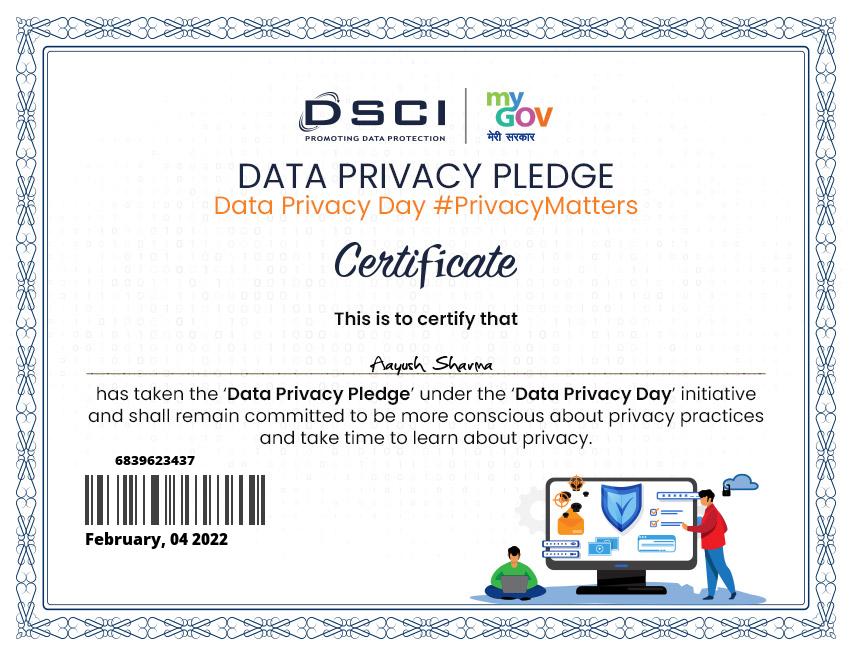 DSCI
PROMOTING DATA PROTECTION
my
GOV
मेरी सरकार
DATA PRIVACY PLEDGE
Data Privacy Day #PrivacyMatters
Certificate
This is to certify that
Aayush Sharma
has taken the ‘Data Privacy Pledge’ under the ‘Data Privacy Day’ initiative
and shall remain committed to be more conscious about privacy practices
and take time to learn about privacy.
6839623437
February, 04 2022